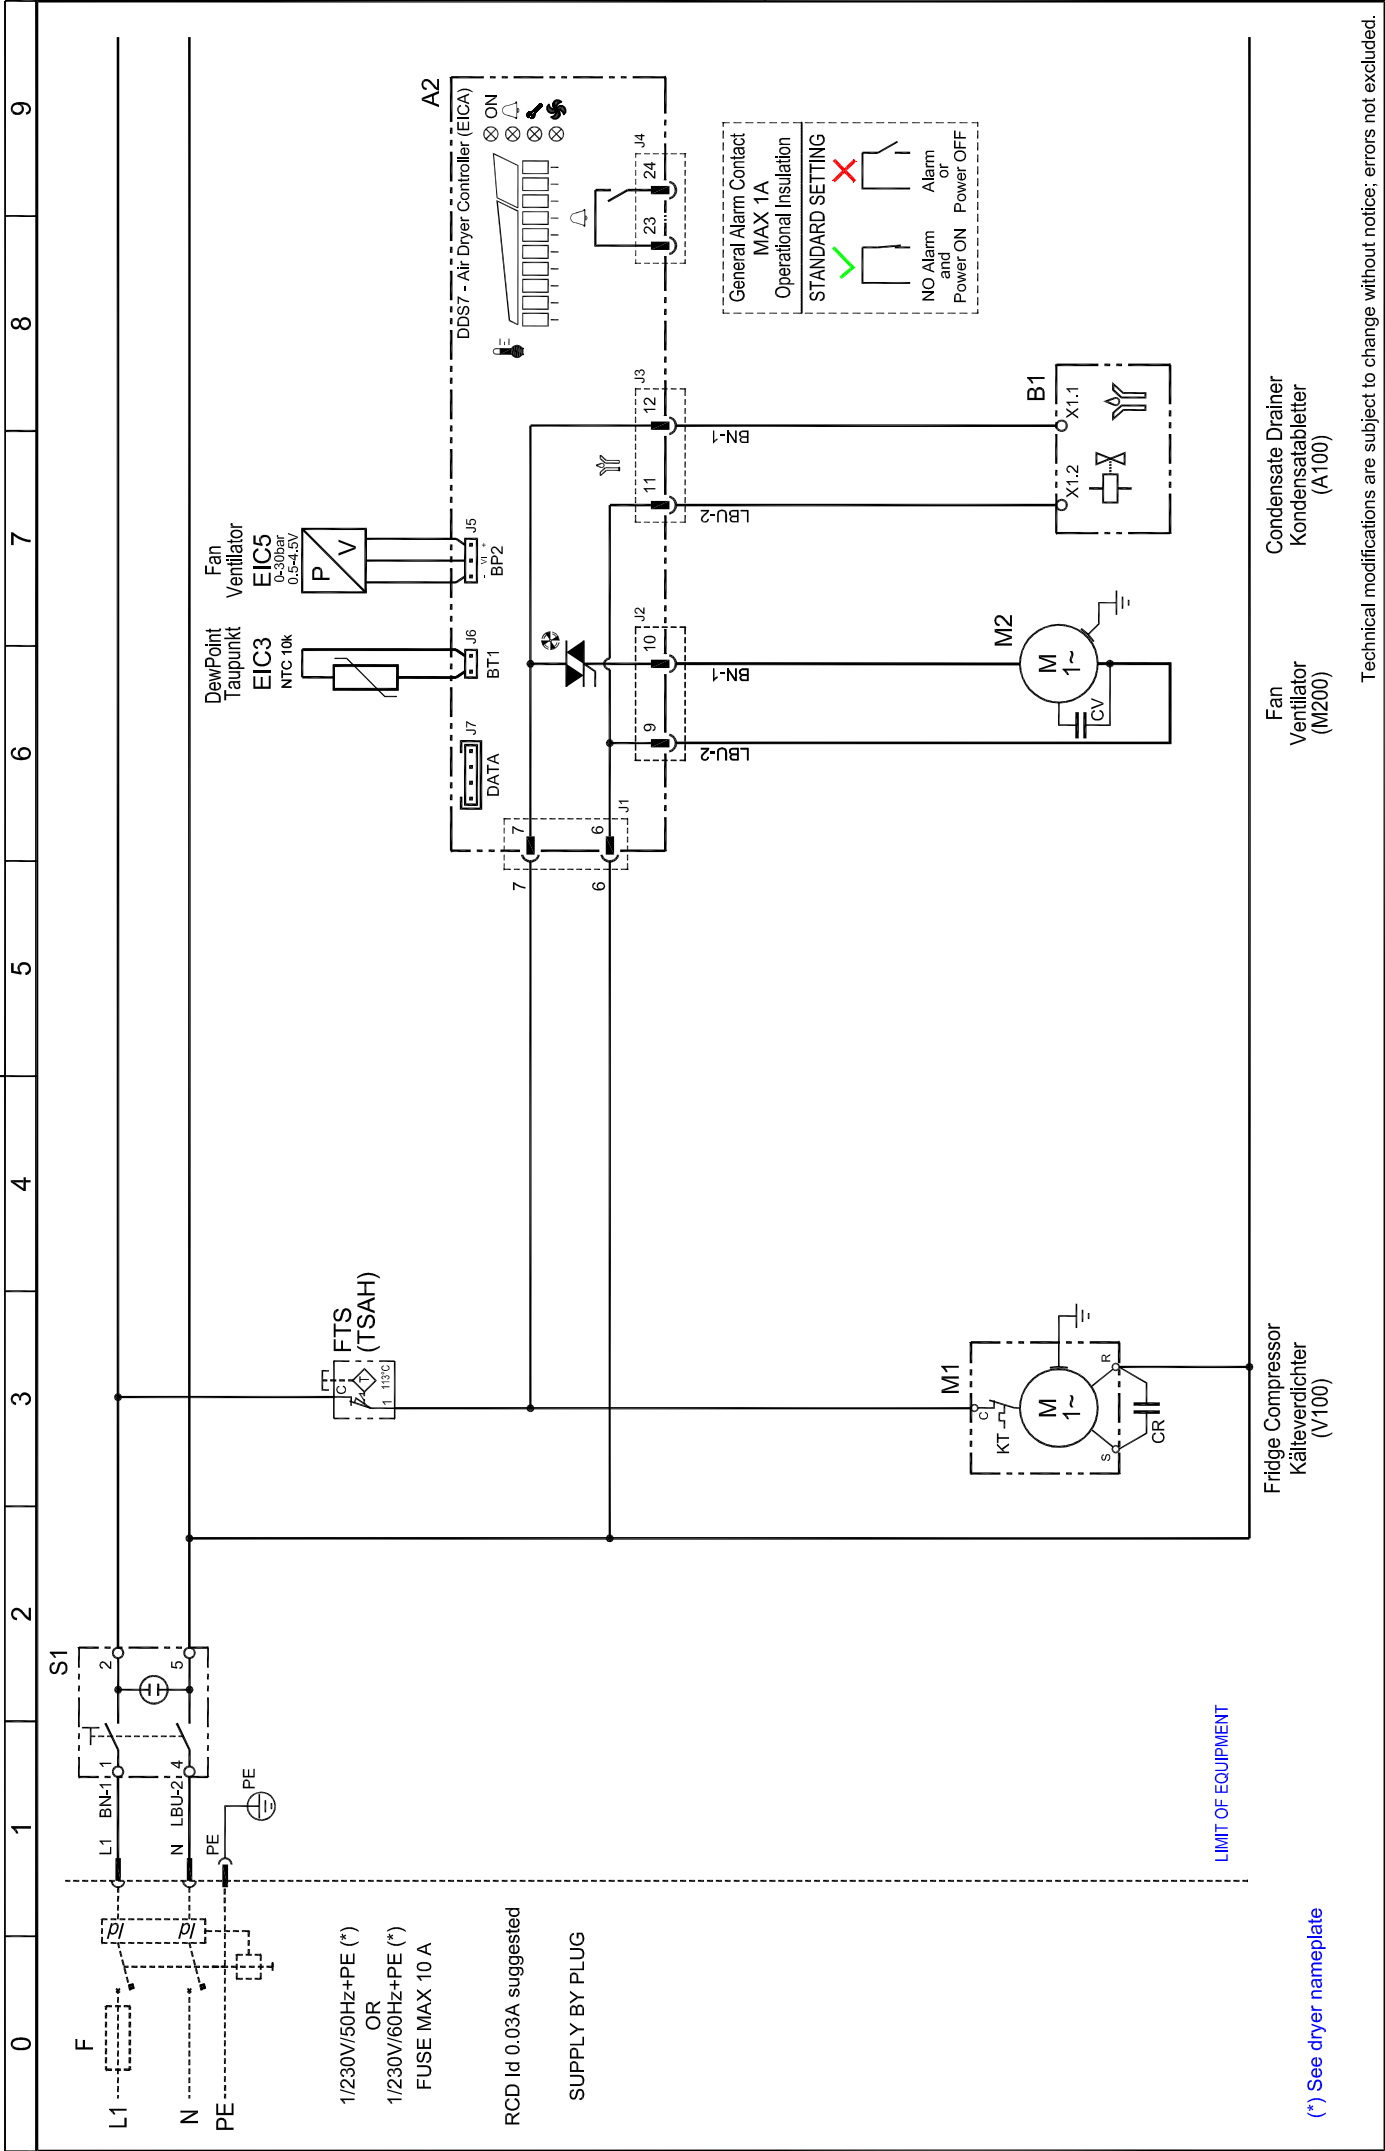 0
1
2
3
4
5
6
7
8
9
F
L1
N
PE
Id
Id
L1
BN-1
1
N
LBU-2
4
PE
PE
S1
2
5
1/230V/50Hz+PE (*)
OR
1/230V/60Hz+PE (*)
FUSE MAX 10 A
RCD Id 0.03A suggested
SUPPLY BY PLUG
LIMIT OF EQUIPMENT
(*) See dryer nameplate
FTS
(TSAH)
C
T
1
113°C
M1
C
KT
M
1~
S
R
CR
Fridge Compressor
Kälteverdichter
(V100)
DewPoint
Taupunkt
EIC3
NTC 10k
Fan
Ventilator
EIC5
0-30bar
0.5-4.5V
P
V
A2
DDS7 - Air Dryer Controller (EICA)
ON
J7
DATA
J6
BT1
J5
- VI +
BP2
7
7
6
6
J1
J2
9
10
J3
11
12
J4
23
24
LBU-2
BN-1
LBU-2
BN-1
M2
M
1~
CV
Fan
Ventilator
(M200)
B1
X1.2
X1.1
Condensate Drainer
Kondensatabletter
(A100)
General Alarm Contact
MAX 1A
Operational Insulation
STANDARD SETTING
NO Alarm
and
Power ON
Alarm
or
Power OFF
Technical modifications are subject to change without notice; errors not excluded.